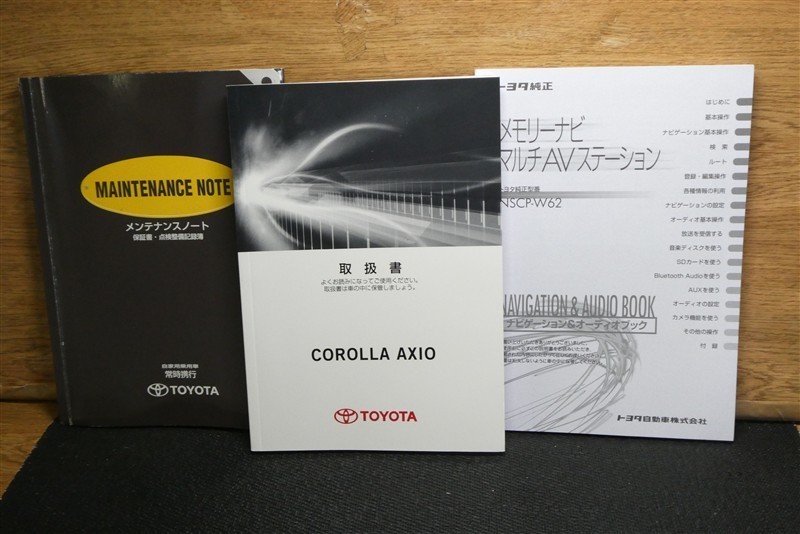 MAINTENANCE NOTE
メンテナンスノート
保証書・点検整備記録簿
自家用乗用車
常時携行
TOYOTA
取扱書
よくお読みになってご使用ください。
取扱書は車の中に保管しましょう。
COROLLA AXIO
TOYOTA
トヨタ純正
メモリーナビ
マルチAVステーション
トヨタ純正型番
NSCP-W62
はじめに
基本操作
ナビゲーション基本操作
検索
ルート
登録・編集操作
各種情報の利用
ナビゲーションの設定
オーディオ基本操作
放送を受信する
音楽ディスクを使う
SDカードを使う
Bluetooth Audioを使う
AUXを使う
オーディオの設定
カメラ機能を使う
その他の操作
付録
NAVIGATION & AUDIO BOOK
ナビゲーション&オーディオブック
トヨタ自動車株式会社